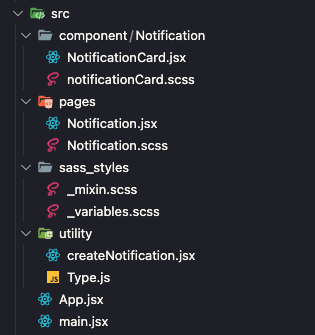 src
component/Notification
NotificationCard.jsx
notificationCard.scss
pages
Notification.jsx
Notification.scss
sass_styles
_mixin.scss
_variables.scss
utility
createNotification.jsx
JS Type.js
App.jsx
main.jsx